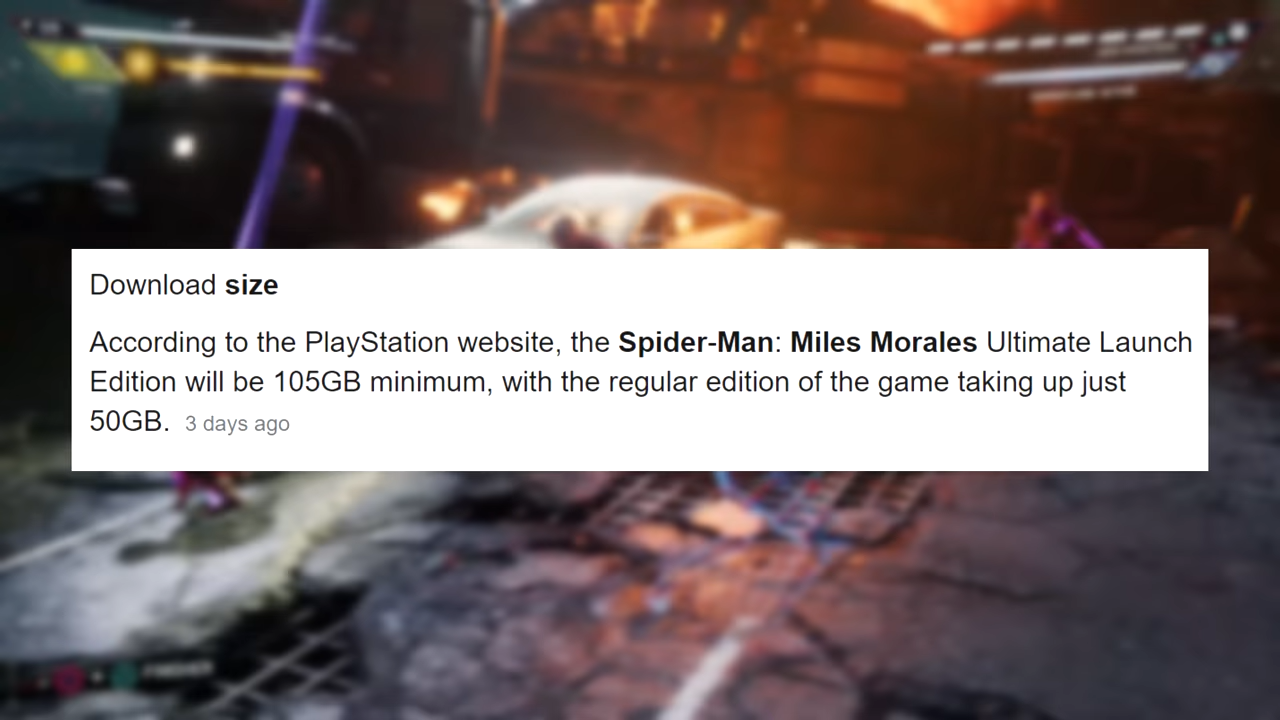 Download size
According to the PlayStation website, the Spider-Man: Miles Morales Ultimate Launch
Edition will be 105GB minimum, with the regular edition of the game taking up just
50GB. 3 days ago